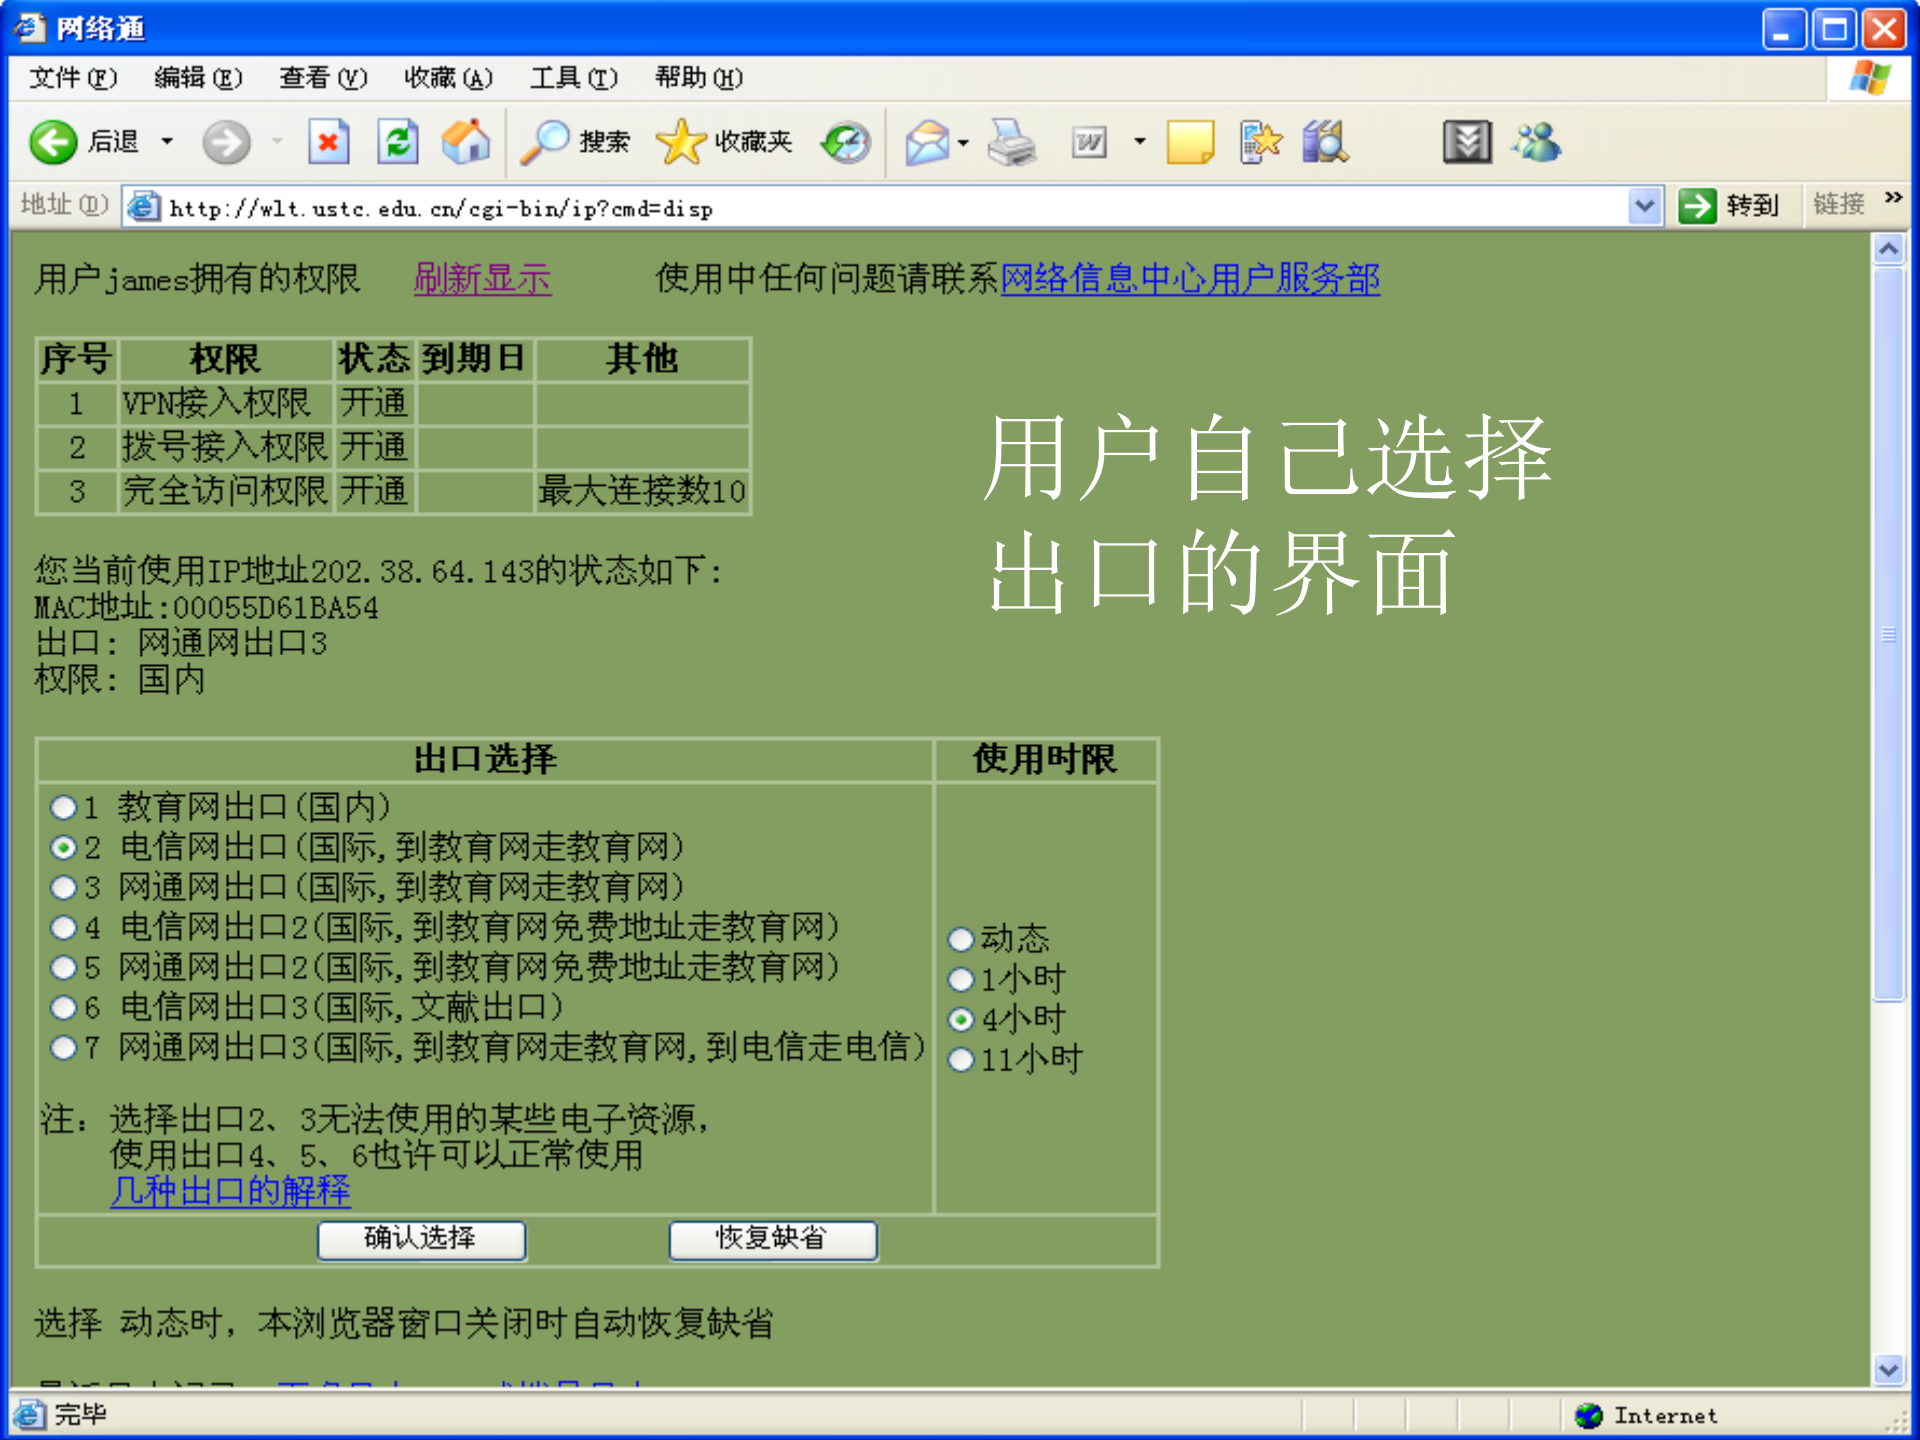 网络通
文件(F) 编辑(E) 查看(V) 收藏(A) 工具(T) 帮助(H)
后退 搜索 收藏夹
地址(D) http://wlt.ustc.edu.cn/cgi-bin/ip?cmd=disp 转到 链接 »
用户james拥有的权限 刷新显示 使用中任何问题请联系网络信息中心用户服务部
序号 权限 状态 到期日 其他
1 VPN接入权限 开通
2 拨号接入权限 开通
3 完全访问权限 开通 最大连接数10
用户自己选择
出口的界面
您当前使用IP地址202.38.64.143的状态如下:
MAC地址:00055D61BA54
出口: 网通网出口3
权限: 国内
出口选择 使用时限
1 教育网出口(国内)
2 电信网出口(国际,到教育网走教育网)
3 网通网出口(国际,到教育网走教育网)
4 电信网出口2(国际,到教育网免费地址走教育网)
5 网通网出口2(国际,到教育网免费地址走教育网)
6 电信网出口3(国际,文献出口)
7 网通网出口3(国际,到教育网走教育网,到电信走电信)
动态
1小时
4小时
11小时
注：选择出口2、3无法使用的某些电子资源，
使用出口4、5、6也许可以正常使用
几种出口的解释
确认选择 恢复缺省
选择 动态时，本浏览器窗口关闭时自动恢复缺省
完毕 Internet